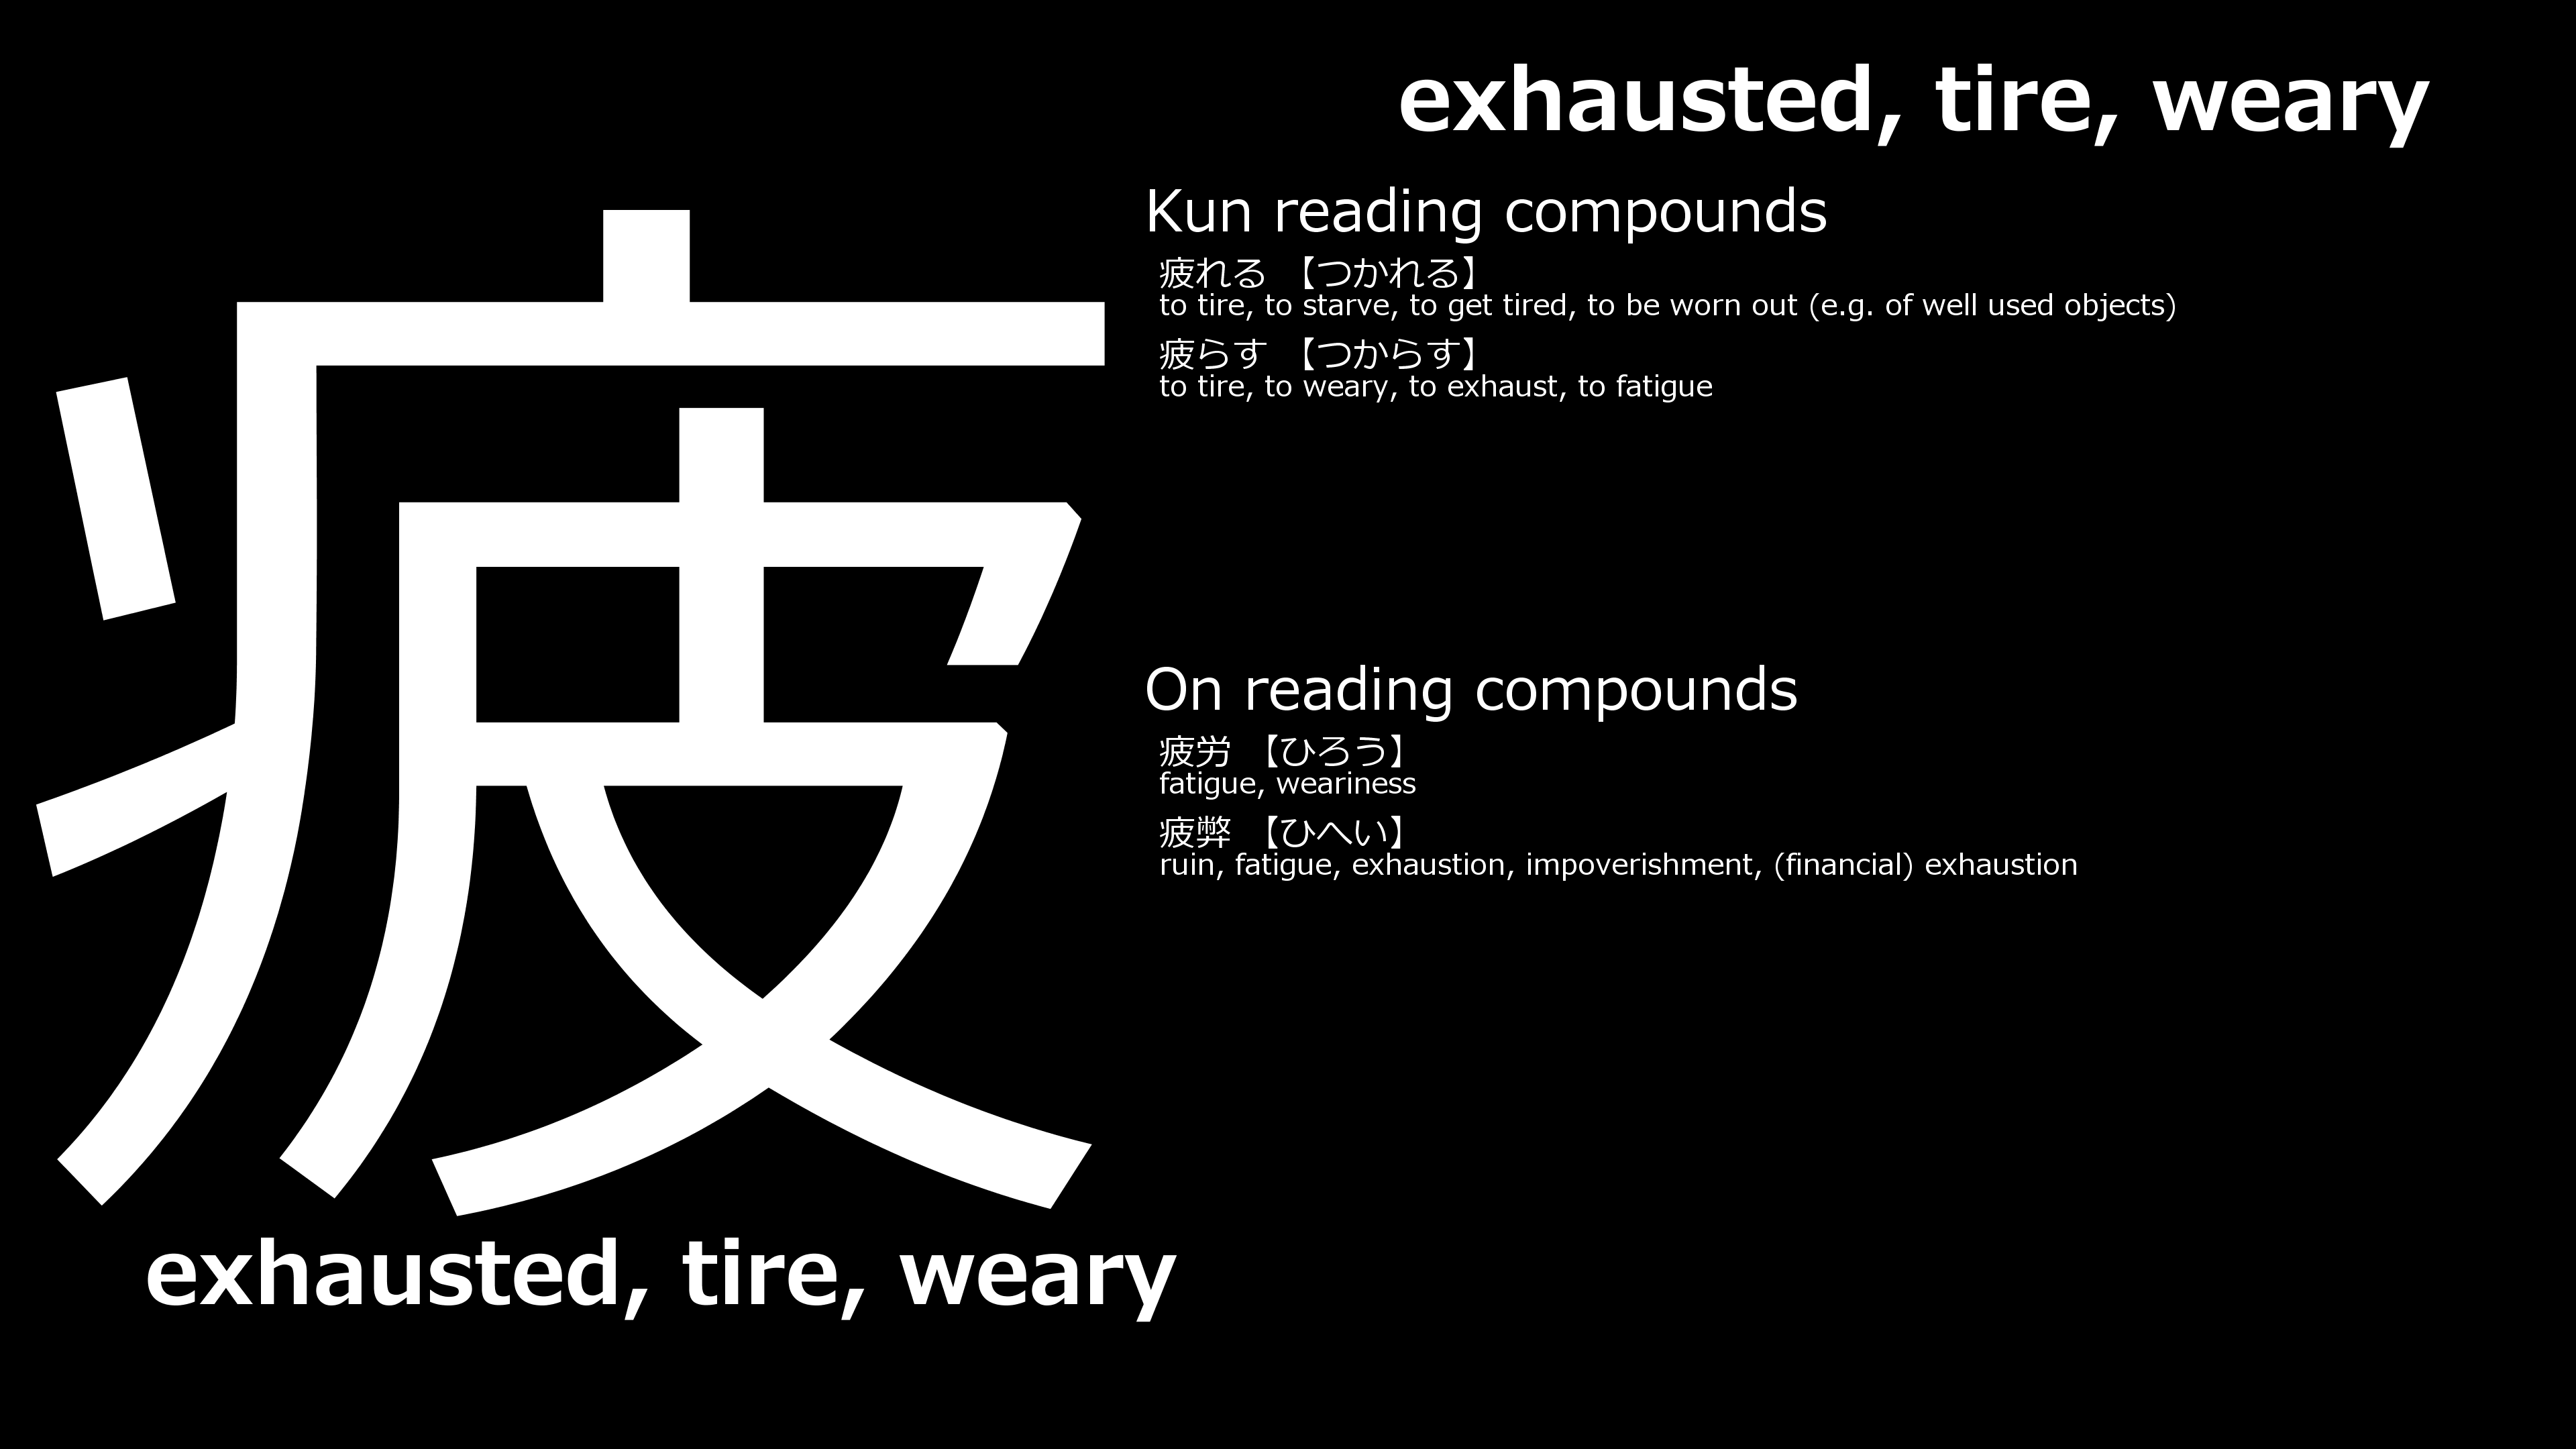 疲
exhausted, tire, weary
exhausted, tire, weary
Kun reading compounds
疲れる 【つかれる】
to tire, to starve, to get tired, to be worn out (e.g. of well used objects)
疲らす 【つからす】
to tire, to weary, to exhaust, to fatigue
On reading compounds
疲労 【ひろう】
fatigue, weariness
疲弊 【ひへい】
ruin, fatigue, exhaustion, impoverishment, (financial) exhaustion